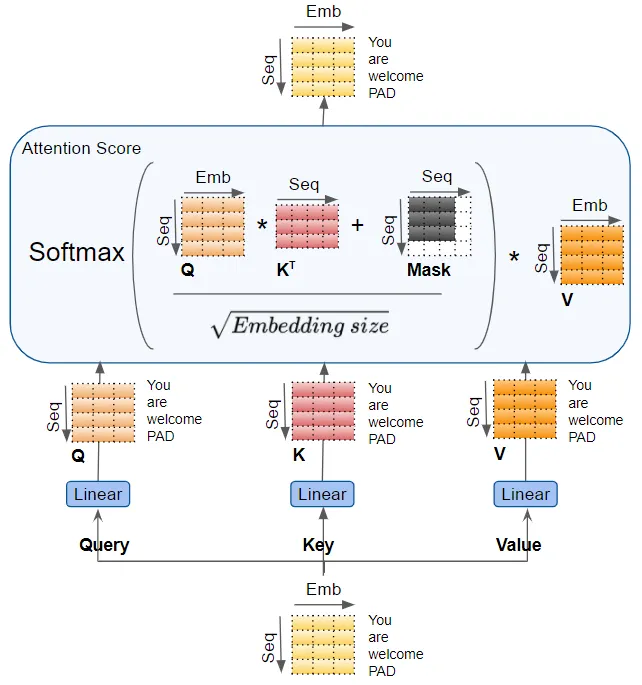 Emb
Seq
You
are
welcome
PAD
Attention Score
Softmax
Emb
Seq
Q
*
Seq
K^T
+
Seq
Seq
Mask
√Embedding size
*
Emb
Seq
V
Seq
Q
You
are
welcome
PAD
Seq
K
You
are
welcome
PAD
Seq
V
You
are
welcome
PAD
Linear
Linear
Linear
Query
Key
Value
Emb
Seq
You
are
welcome
PAD